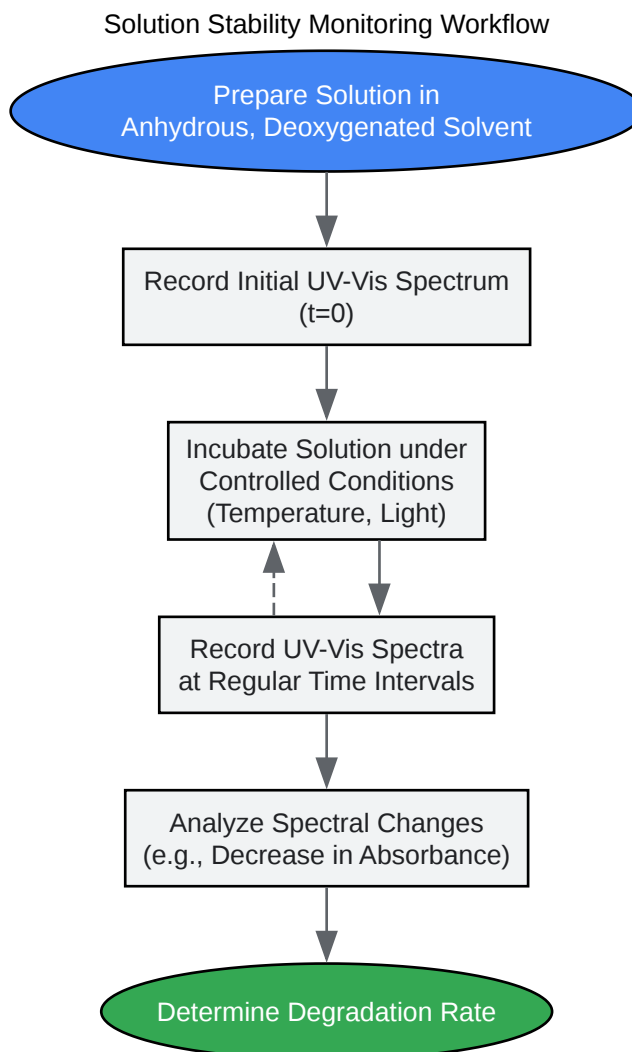 Solution Stability Monitoring Workflow
Prepare Solution in
Anhydrous, Deoxygenated Solvent
Record Initial UV-Vis Spectrum
(t=0)
Incubate Solution under
Controlled Conditions
(Temperature, Light)
Record UV-Vis Spectra
at Regular Time Intervals
Analyze Spectral Changes
(e.g., Decrease in Absorbance)
Determine Degradation Rate